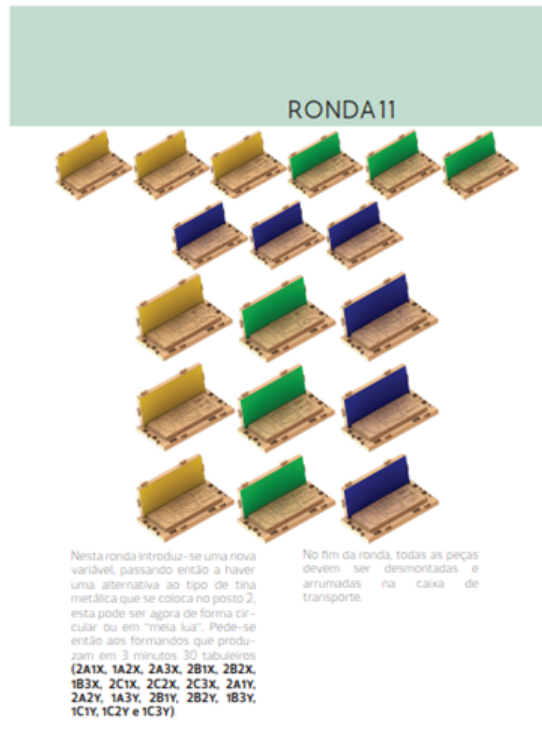 RONDA11
Nesta ronda introduz-se uma nova
variável, passando então a haver
uma alternativa ao tipo de tina
metálica que se coloca no posto 2,
esta pode ser agora de forma cir-
cular ou em "meia lua". Pede-se
então aos formandos que produ-
zam em 3 minutos 30 tabuleiros
(2A1X, 1A2X, 2A3X, 2B1X, 2B2X,
1B3X, 2C1X, 2C2X, 2C3X, 2A1Y,
2A2Y, 1A3Y, 2B1Y, 2B2Y, 1B3Y,
1C1Y, 1C2Y e 1C3Y).
No fim da ronda, todas as peças
devem ser desmontadas e
arrumadas na caixa de
transporte.